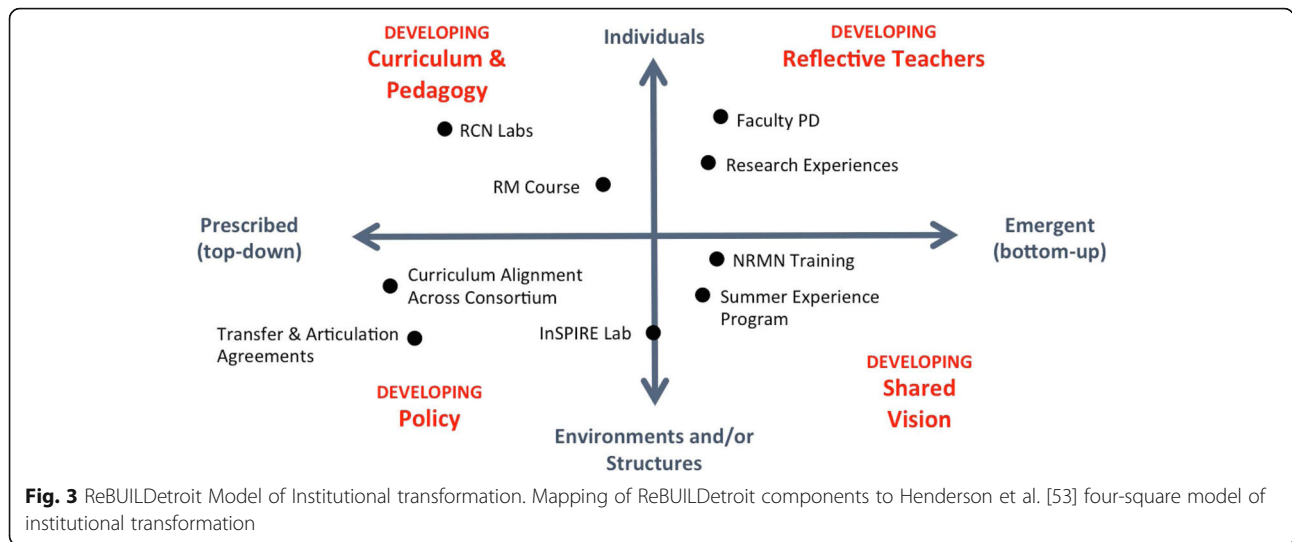 DEVELOPING
Curriculum &
Pedagogy
Individuals
DEVELOPING
Reflective Teachers
RCN Labs
Faculty PD
RM Course
Research Experiences
Prescribed
(top-down)
Emergent
(bottom-up)
Curriculum Alignment
Across Consortium
NRMN Training
Transfer & Articulation
Agreements
InSPIRE Lab
Summer Experience
Program
DEVELOPING
Policy
Environments and/or
Structures
DEVELOPING
Shared
Vision
Fig. 3 ReBUILDetroit Model of Institutional transformation. Mapping of ReBUILDetroit components to Henderson et al. [53] four-square model of
institutional transformation